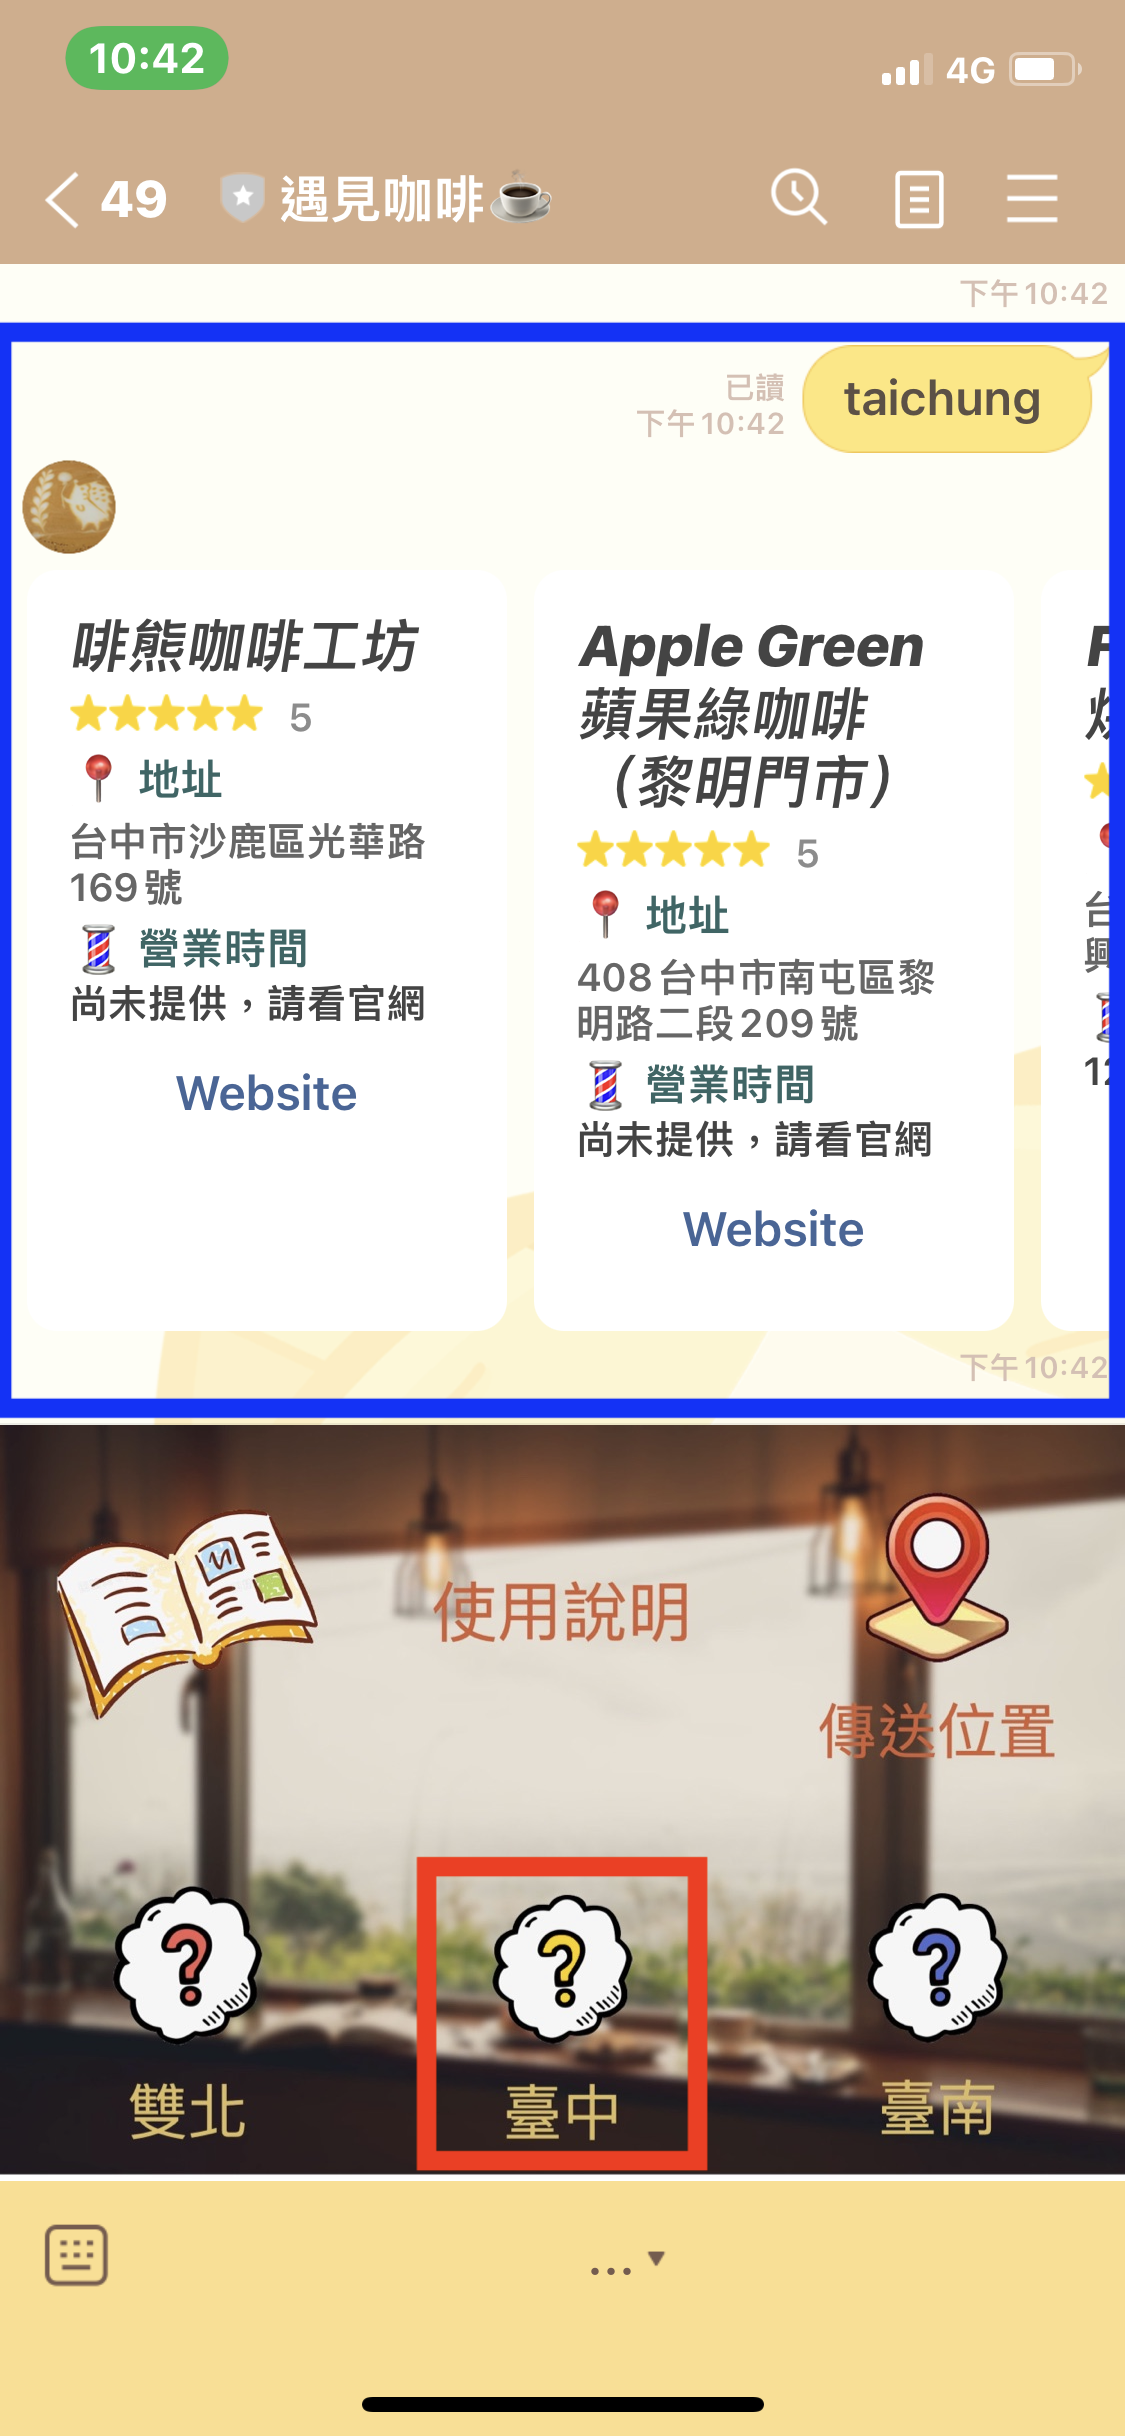 10:42
4G
49 遇見咖啡
下午10:42
已讀
下午10:42
taichung
啡熊咖啡工坊
5
地址
台中市沙鹿區光華路
169號
營業時間
尚未提供，請看官網
Website
Apple Green
蘋果綠咖啡
（黎明門市）
5
地址
408台中市南屯區黎
明路二段209號
營業時間
尚未提供，請看官網
Website
下午10:42
使用說明
傳送位置
雙北
臺中
臺南
...